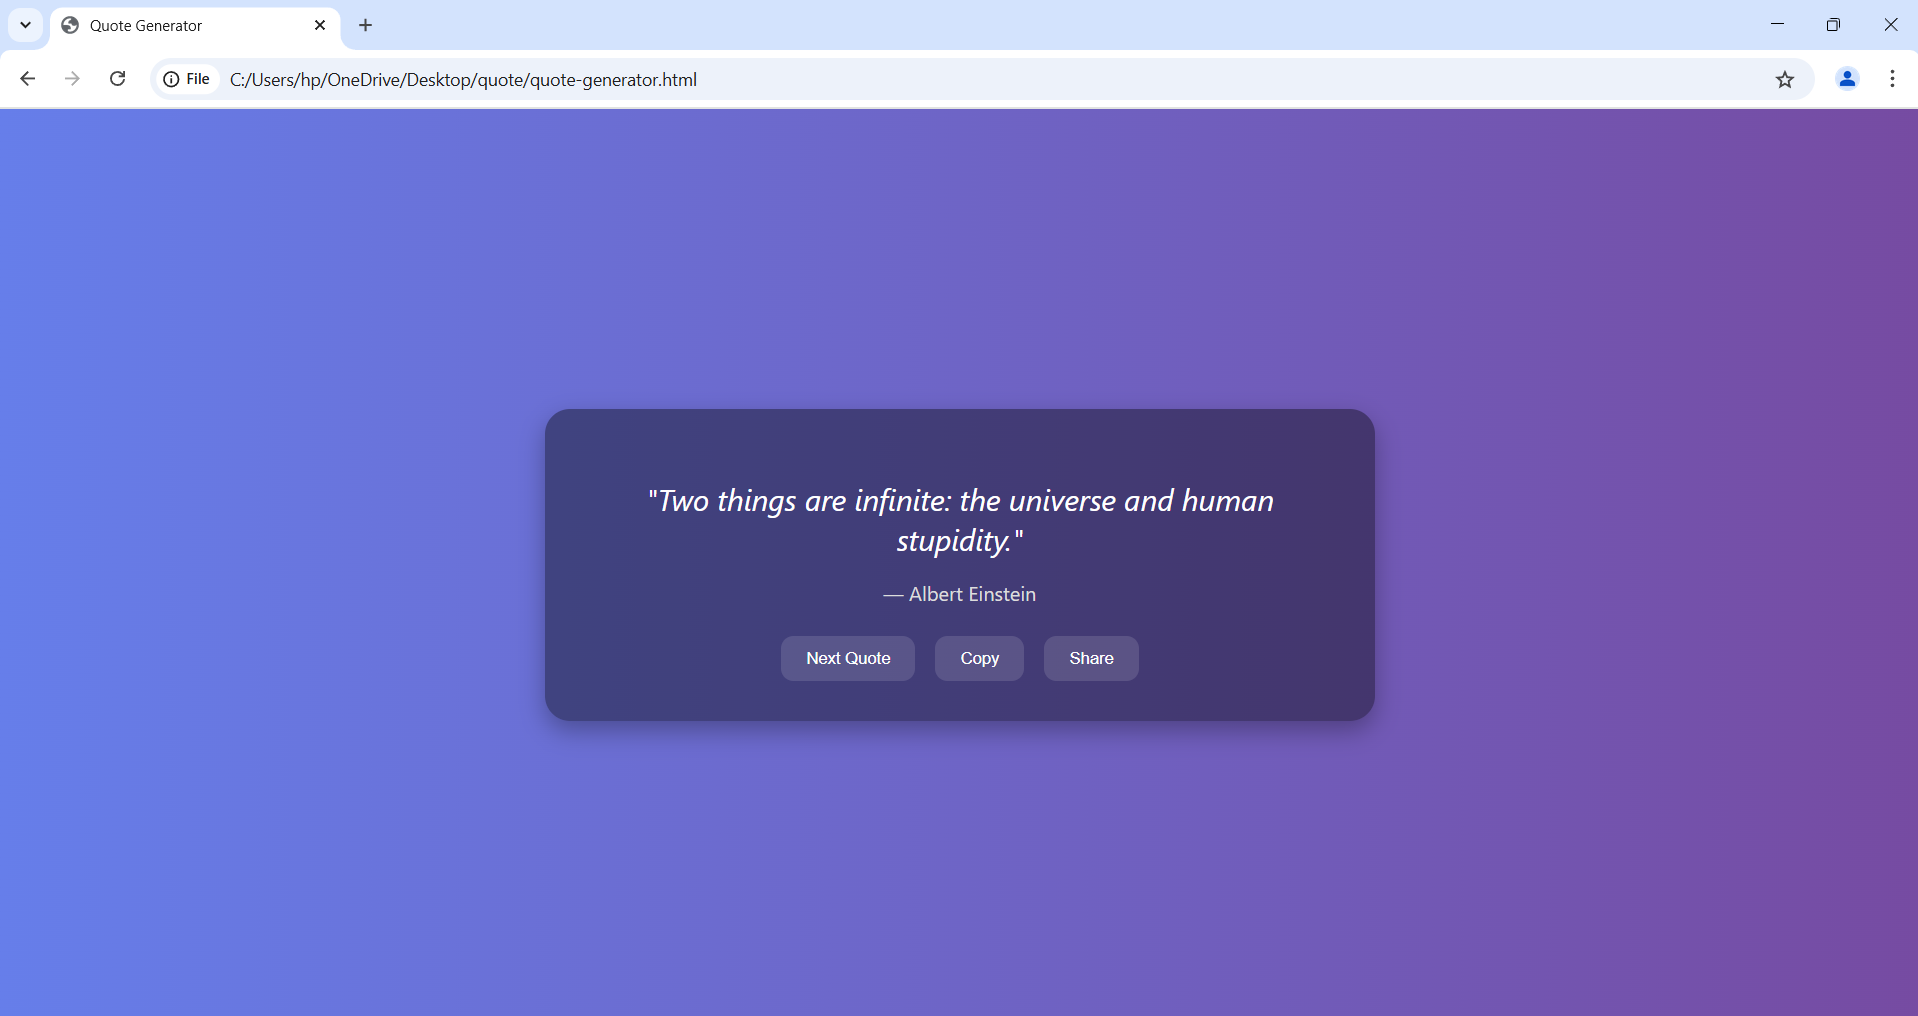 Quote Generator
File
C:/Users/hp/OneDrive/Desktop/quote/quote-generator.html
"Two things are infinite: the universe and human
stupidity."
— Albert Einstein
Next Quote
Copy
Share